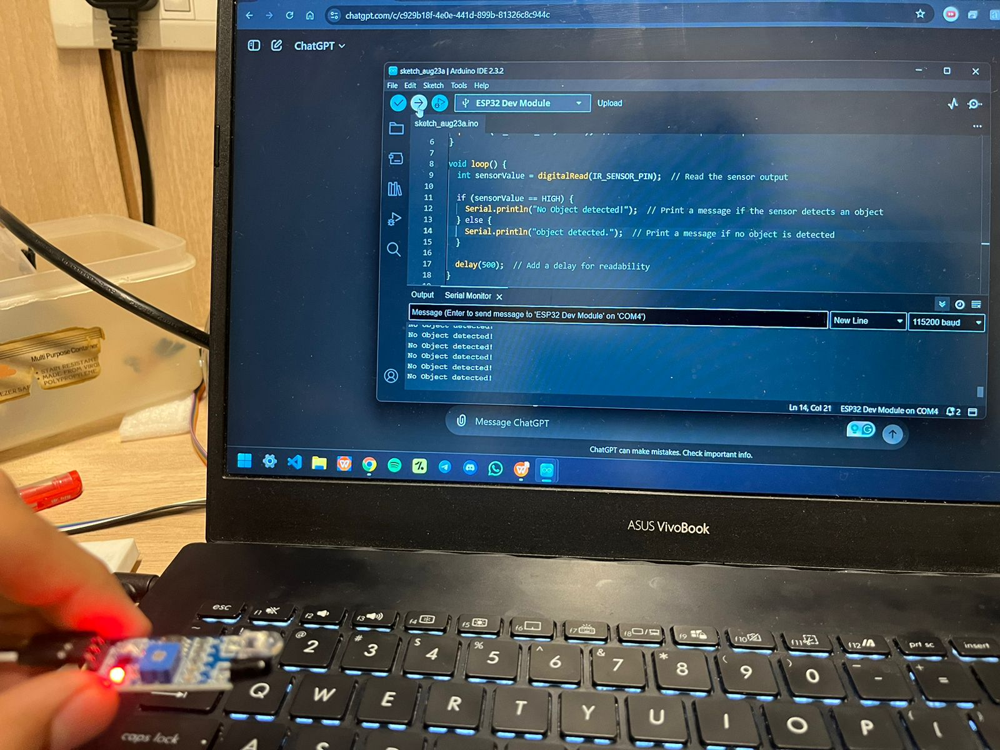 chatgpt.com/c/c929b18f-4e0e-441d-899b-81326c8c944c
ChatGPT
sketch_aug23a | Arduino IDE 2.3.2
File Edit Sketch Tools Help
ESP32 Dev Module Upload
sketch_aug23a.ino
6 }
7
8 void loop() {
9 int sensorValue = digitalRead(IR_SENSOR_PIN); // Read the sensor output
10
11 if (sensorValue == HIGH) {
12 Serial.println("No Object detected!"); // Print a message if the sensor detects an object
13 } else {
14 Serial.println("object detected."); // Print a message if no object is detected
15 }
16
17 delay(500); // Add a delay for readability
18 }
Output Serial Monitor
Message (Enter to send message to 'ESP32 Dev Module' on 'COM4')
New Line 115200 baud
No Object detected!
No Object detected!
No Object detected!
No Object detected!
No Object detected!
No Object detected!
Ln 14, Col 21 ESP32 Dev Module on COM4 2
Message ChatGPT
ChatGPT can make mistakes. Check important info.
Multi Purpose Container
• STAIN RESISTANT
• MADE FROM VIRG
POLYPROPYLENE
EZER SA
ASUS VivoBook
esc f1 f2 f3 f4 f5 f6 f7 f8 f9 f10 f11 f12 prt sc insert
~ @ 2 # 3 $ 4 % 5 ^ 6 & 7 * 8 ( 9 ) 0 - + =
Q W E R T Y U I O P
caps lock A S